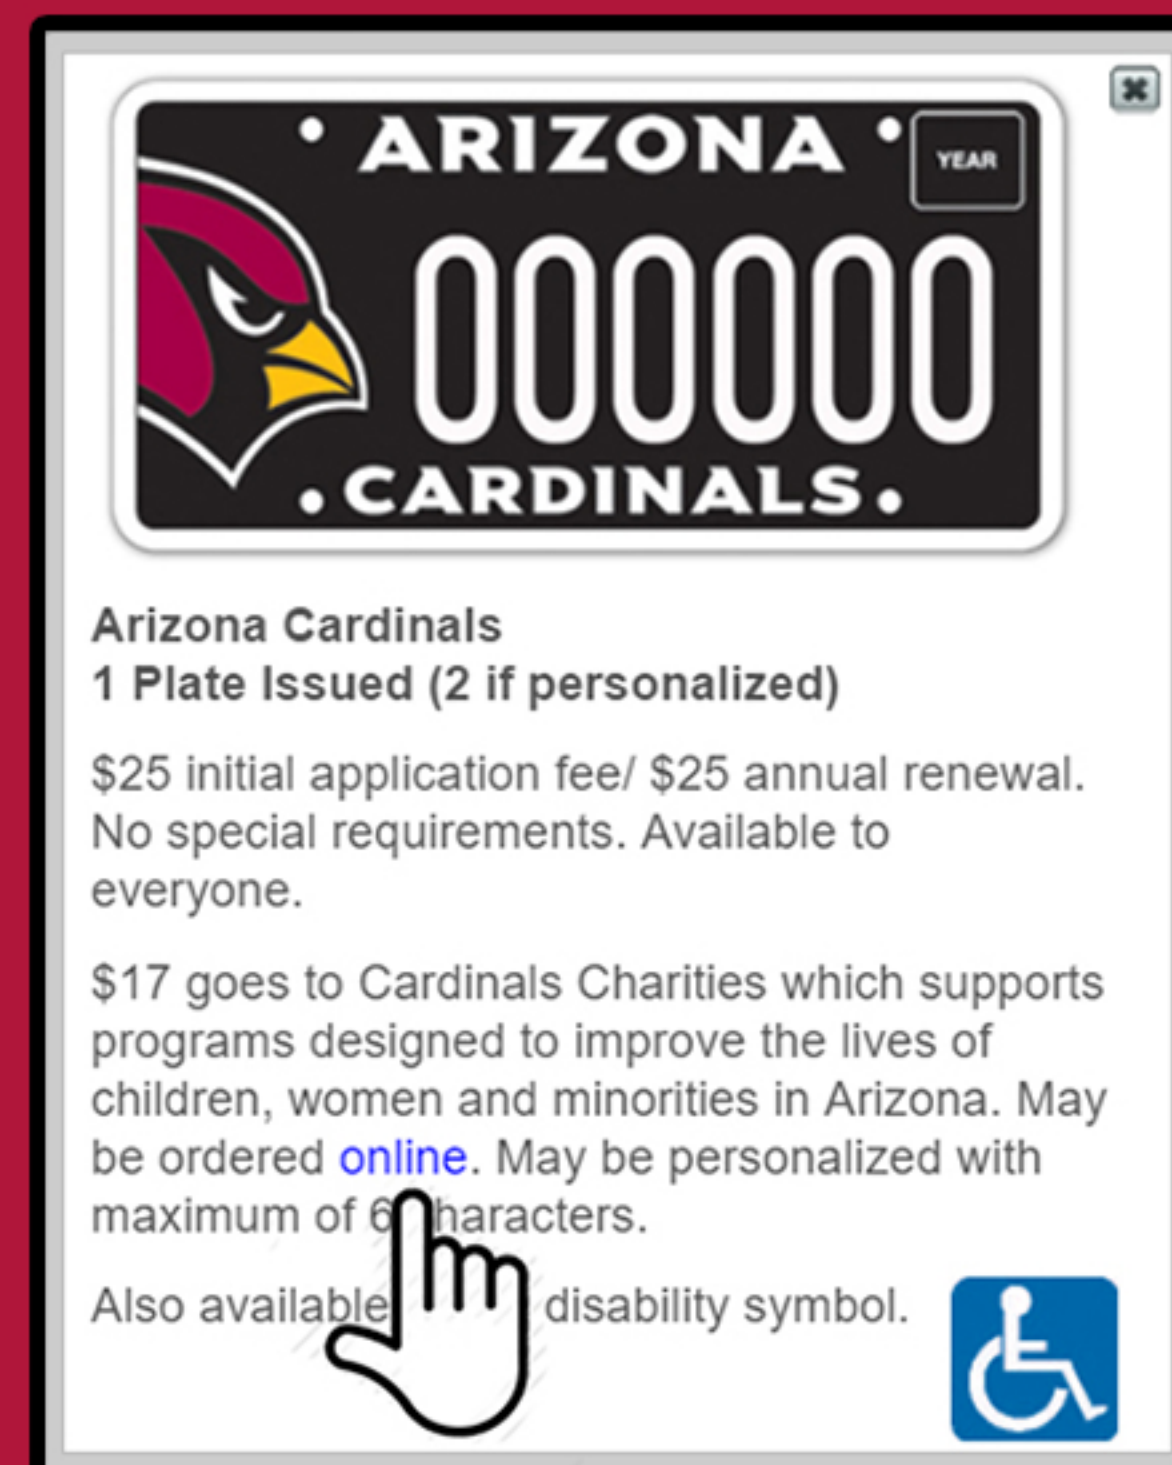 ARIZONA
YEAR
000000
CARDINALS
Arizona Cardinals
1 Plate Issued (2 if personalized)
$25 initial application fee/ $25 annual renewal.
No special requirements. Available to
everyone.
$17 goes to Cardinals Charities which supports
programs designed to improve the lives of
children, women and minorities in Arizona. May
be ordered online. May be personalized with
maximum of 6 haracters.
Also available disability symbol.